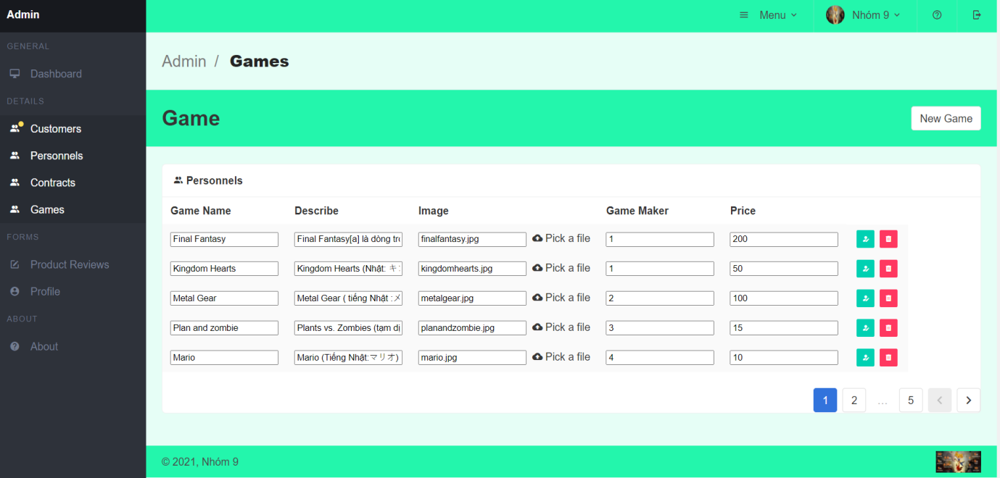 Admin
Menu
Nhóm 9
GENERAL
Dashboard
DETAILS
Customers
Personnels
Contracts
Games
FORMS
Product Reviews
Profile
ABOUT
About
Admin / Games
Game
New Game
Personnels
Game Name Describe Image Game Maker Price
Final Fantasy Final Fantasy[a] là dòng trò finalfantasy.jpg Pick a file 1 200
Kingdom Hearts Kingdom Hearts (Nhật: キ kingdomhearts.jpg Pick a file 1 50
Metal Gear Metal Gear ( tiếng Nhật :メ metalgear.jpg Pick a file 2 100
Plan and zombie Plants vs. Zombies (tạm dị planandzombie.jpg Pick a file 3 15
Mario Mario (Tiếng Nhật:マリオ) mario.jpg Pick a file 4 10
1 2 … 5
© 2021, Nhóm 9